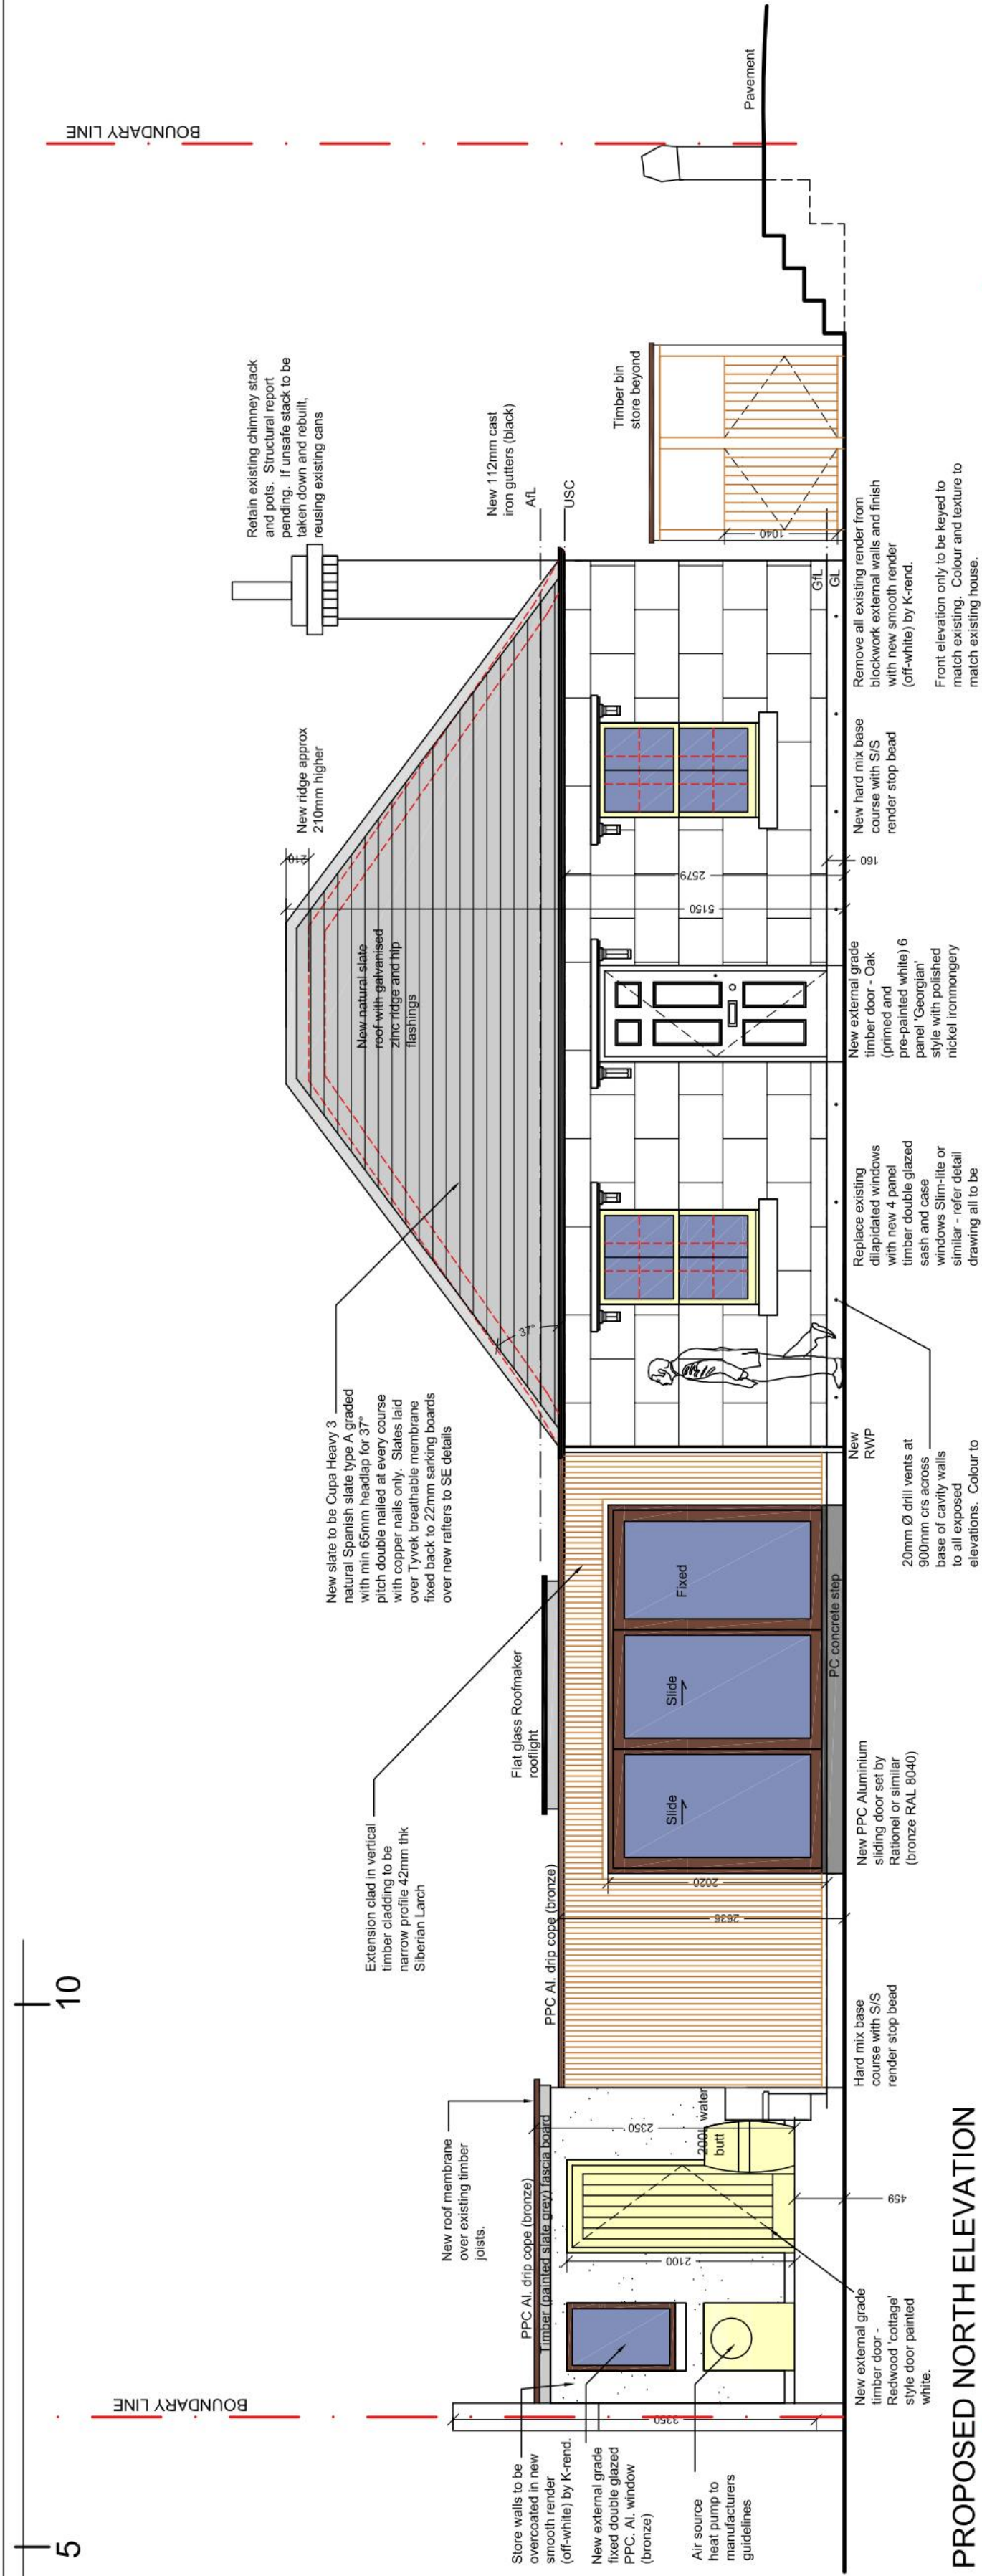 5
10
BOUNDARY LINE
BOUNDARY LINE
Retain existing chimney stack
and pots. Structural report
pending. If unsafe stack to be
taken down and rebuilt,
reusing existing cans
New ridge approx
210mm higher
210
New slate to be Cupa Heavy 3
natural Spanish slate type A graded
with min 65mm headlap for 37°
pitch double nailed at every course
with copper nails only. Slates laid
over Tyvek breathable membrane
fixed back to 22mm sarking boards
over new rafters to SE details
New natural slate
roof with galvanised
zinc ridge and hip
flashings
37°
New 112mm cast
iron gutters (black)
AfL
USC
Extension clad in vertical
timber cladding to be
narrow profile 42mm thk
Siberian Larch
Flat glass Roofmaker
rooflight
New roof membrane
over existing timber
joists.
PPC Al. drip cope (bronze)
Timber (painted slate grey) fascia board
PPC Al. drip cope (bronze)
Store walls to be
overcoated in new
smooth render
(off-white) by K-rend.
New external grade
fixed double glazed
PPC. Al. window
(bronze)
Air source
heat pump to
manufacturers
guidelines
3350
2100
2350
459
200L water
butt
2636
2020
Slide
Slide
Fixed
PC concrete step
5150
2579
160
GfL
GL
1040
Timber bin
store beyond
Pavement
New external grade
timber door -
Redwood 'cottage'
style door painted
white.
Hard mix base
course with S/S
render stop bead
New PPC Aluminium
sliding door set by
Rationel or similar
(bronze RAL 8040)
20mm Ø drill vents at
900mm crs across
base of cavity walls
to all exposed
elevations. Colour to
New
RWP
Replace existing
dilapidated windows
with new 4 panel
timber double glazed
sash and case
windows Slim-lite or
similar - refer detail
drawing all to be
New external grade
timber door - Oak
(primed and
pre-painted white) 6
panel 'Georgian'
style with polished
nickel ironmongery
New hard mix base
course with S/S
render stop bead
Remove all existing render from
blockwork external walls and finish
with new smooth render
(off-white) by K-rend.
Front elevation only to be keyed to
match existing. Colour and texture to
match existing house.
PROPOSED NORTH ELEVATION